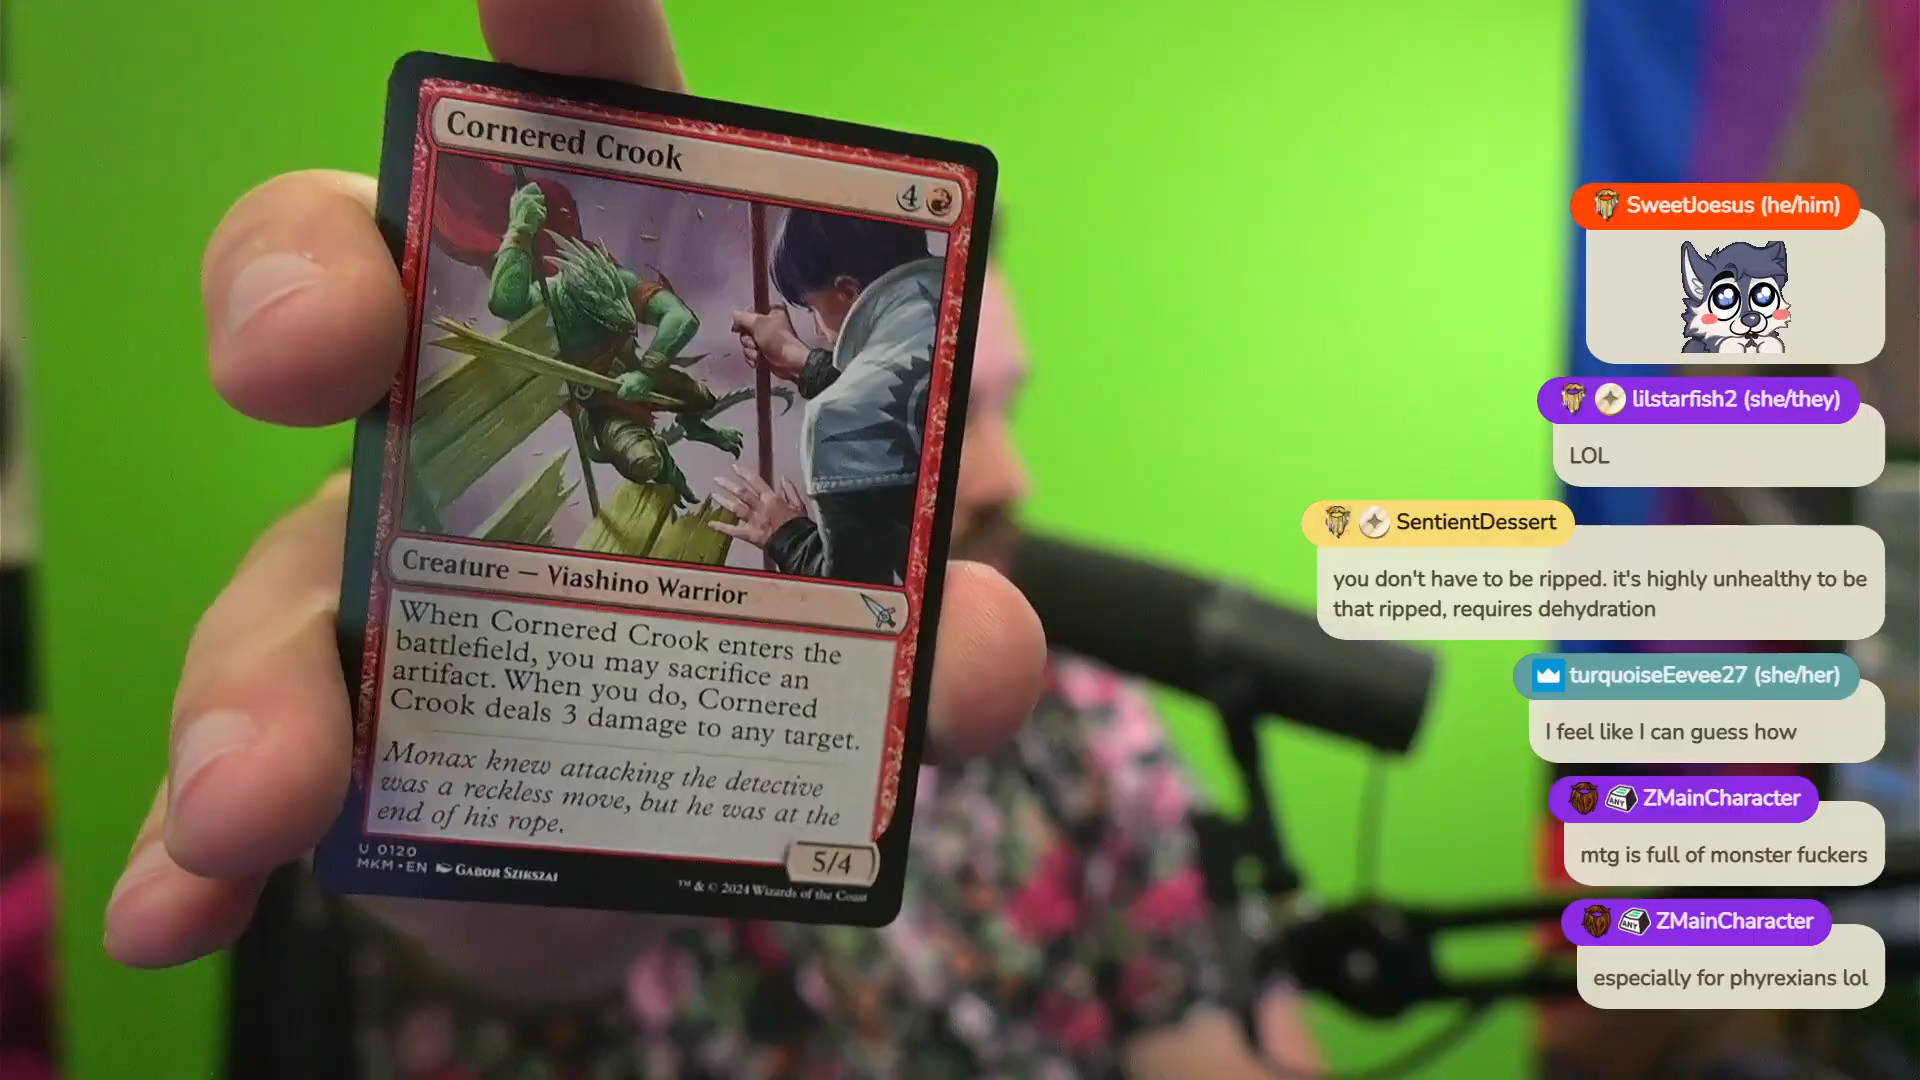 Cornered Crook
4
Creature — Viashino Warrior
When Cornered Crook enters the
battlefield, you may sacrifice an
artifact. When you do, Cornered
Crook deals 3 damage to any target.
Monax knew attacking the detective
was a reckless move, but he was at the
end of his rope.
5/4
U 0120
MKM • EN Gabor Szikszai
™ & © 2024 Wizards of the Coast
SweetJoesus (he/him)
lilstarfish2 (she/they)
LOL
SentientDessert
you don't have to be ripped. it's highly unhealthy to be
that ripped, requires dehydration
turquoiseEevee27 (she/her)
I feel like I can guess how
ANY ZMainCharacter
mtg is full of monster fuckers
ANY ZMainCharacter
especially for phyrexians lol